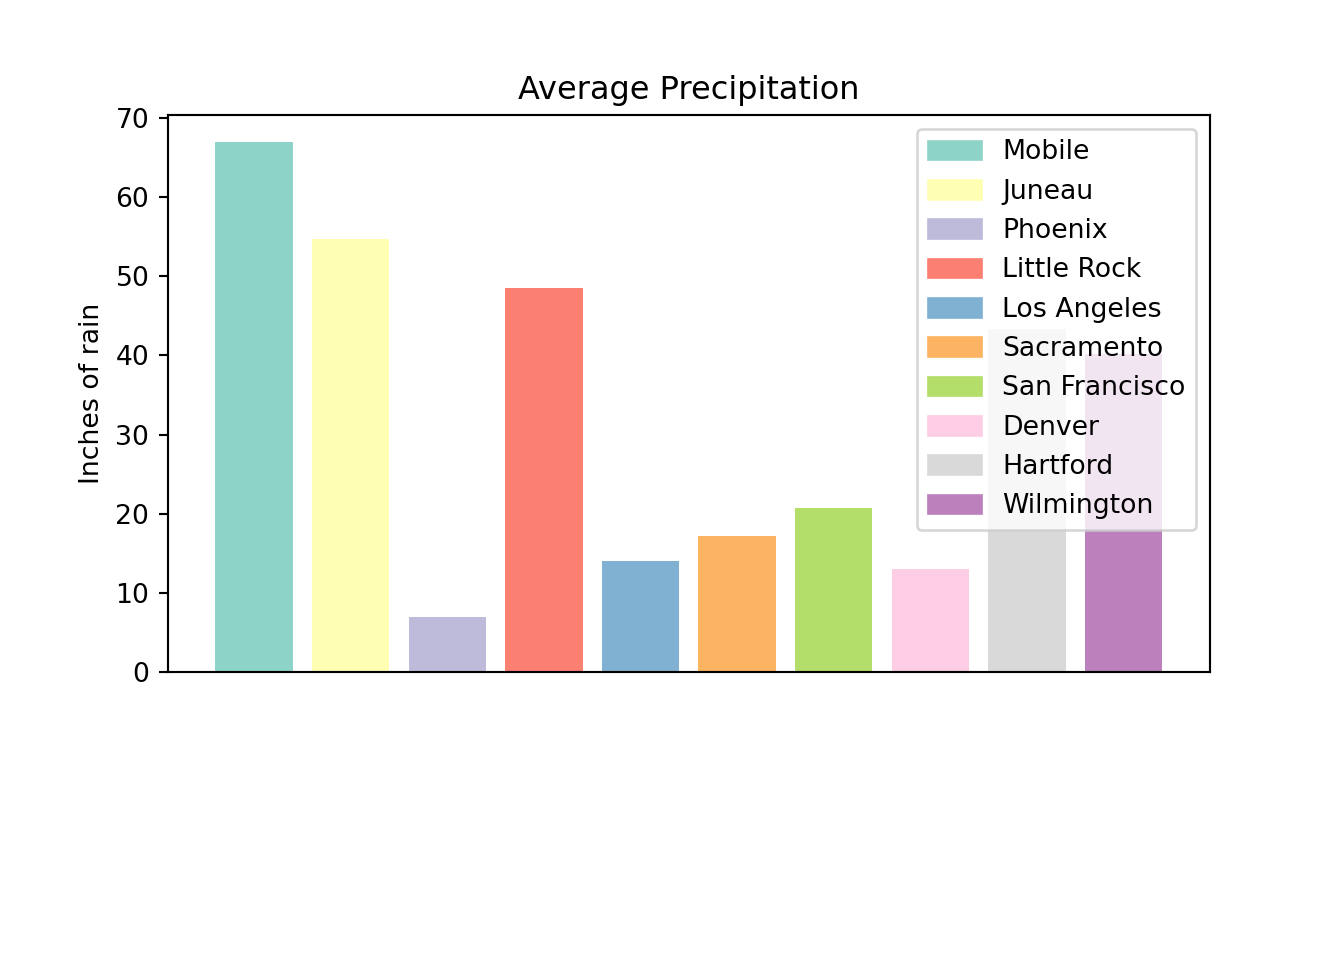 Average Precipitation
70
60
50
40
30
20
10
0
Inches of rain
Mobile
Juneau
Phoenix
Little Rock
Los Angeles
Sacramento
San Francisco
Denver
Hartford
Wilmington